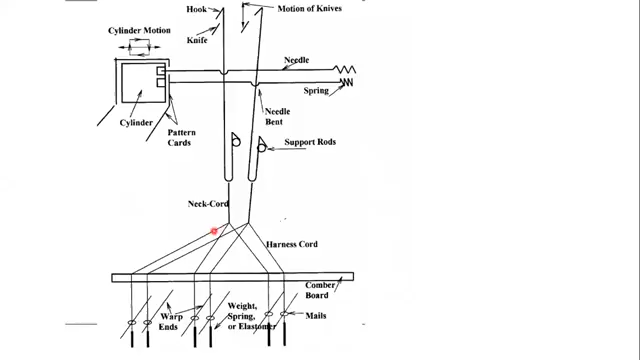 Hook
Motion of Knives
Cylinder Motion
Knife
Needle
Spring
Needle
Bent
Cylinder
Pattern
Cards
Support Rods
Neck-Cord
Harness Cord
Comber
Board
Warp
Ends
Weight,
Spring,
or Elastomer
Mails